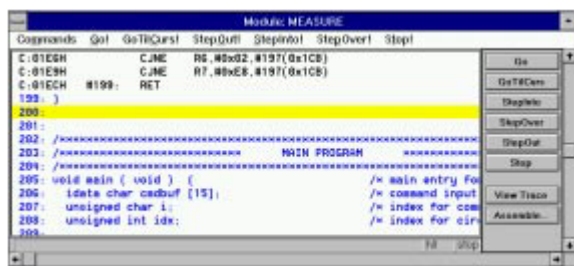 Module: MEASURE
Commands Go! GoTilCurs! StepOut! StepInto! StepOver! Stop!
C:01E6H CJNE R6,#0x02,#197(0x1CB)
C:01E9H CJNE R7,#0xE8,#197(0x1CB)
C:01ECH #199: RET
199: }
200:
201:
202: /***************************************************
203: /**************************** MAIN PROGRAM ***********
204: /***************************************************
205: void main ( void ) { /* main entry fo
206: idata char cmdbuf [15]; /* command input
207: unsigned char i; /* index for com
208: unsigned int idx; /* index for cir
209:
Go
GoTilCurs
StepInto
StepOver
StepOut
Stop
View Trace
Assemble...
stop